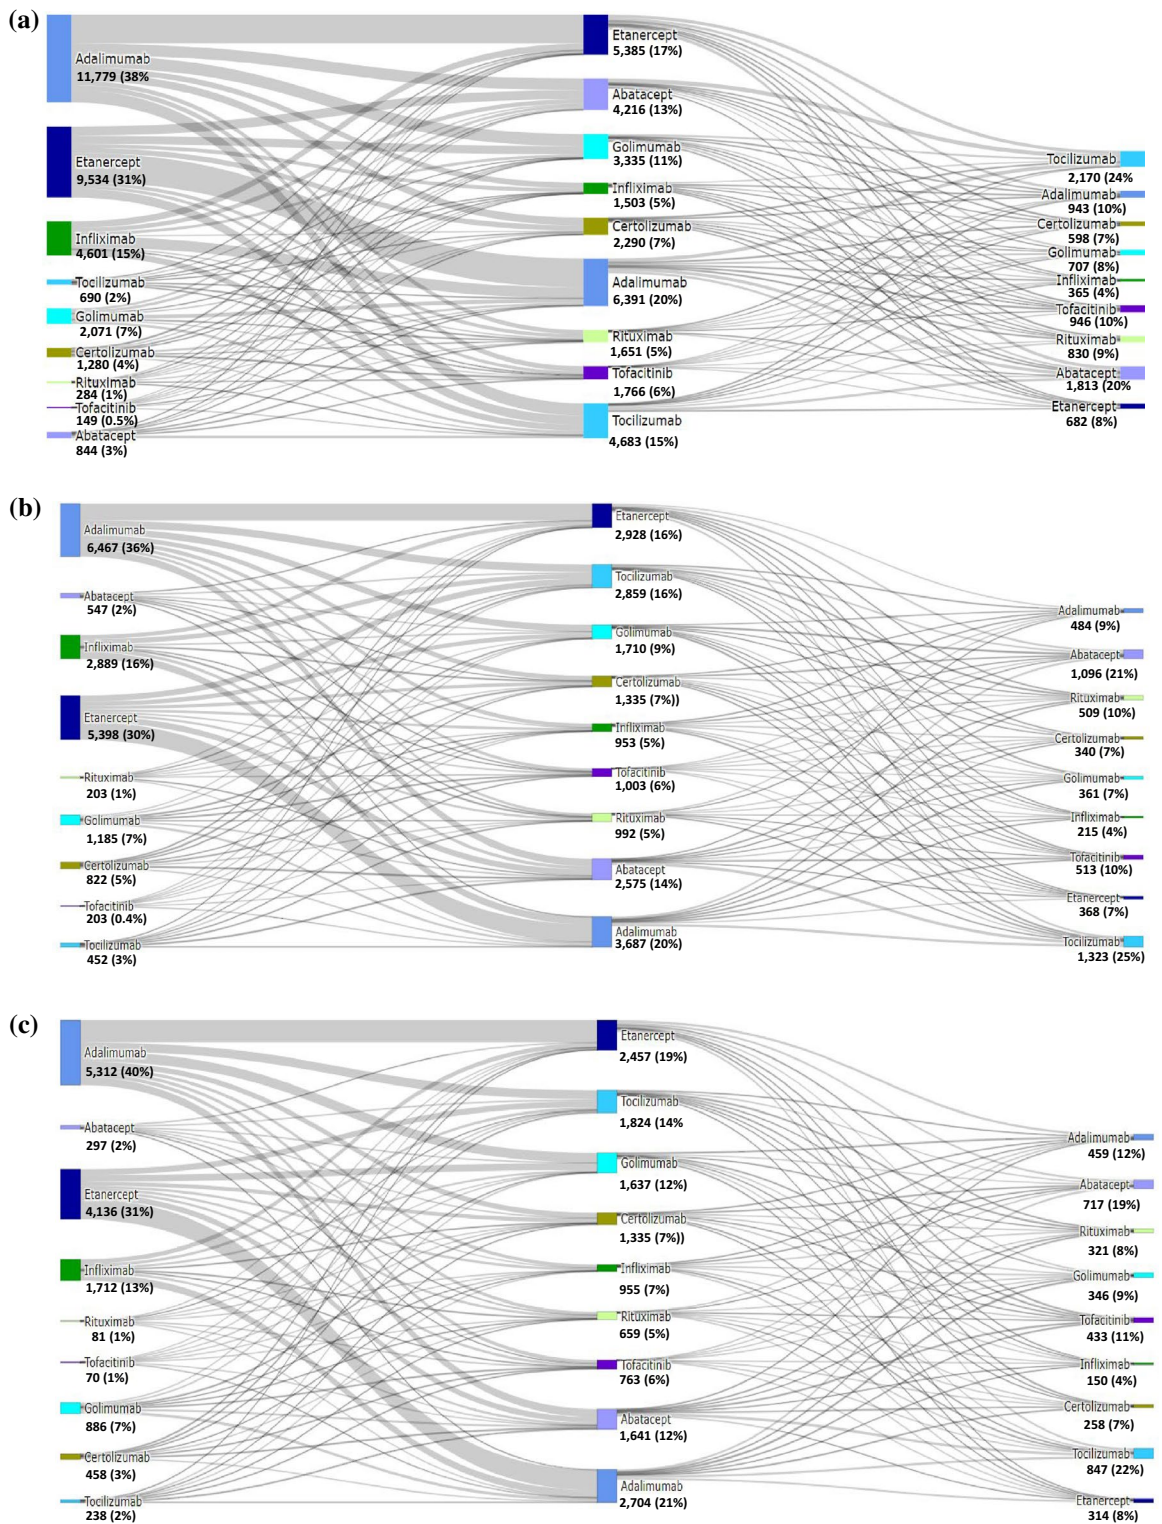 (a)
Adalimumab
11,779 (38%
Etanercept
9,534 (31%)
Infliximab
4,601 (15%)
Tocilizumab
690 (2%)
Golimumab
2,071 (7%)
Certolizumab
1,280 (4%)
Rituximab
284 (1%)
Tofacitinib
149 (0.5%)
Abatacept
844 (3%)
Etanercept
5,385 (17%)
Abatacept
4,216 (13%)
Golimumab
3,335 (11%)
Infliximab
1,503 (5%)
Certolizumab
2,290 (7%)
Adalimumab
6,391 (20%)
Rituximab
1,651 (5%)
Tofacitinib
1,766 (6%)
Tocilizumab
4,683 (15%)
Tocilizumab
2,170 (24%
Adalimumab
943 (10%)
Certolizumab
598 (7%)
Golimumab
707 (8%)
Infliximab
365 (4%)
Tofacitinib
946 (10%)
Rituximab
830 (9%)
Abatacept
1,813 (20%
Etanercept
682 (8%)
(b)
Adalimumab
6,467 (36%)
Abatacept
547 (2%)
Infliximab
2,889 (16%)
Etanercept
5,398 (30%)
Rituximab
203 (1%)
Golimumab
1,185 (7%)
Certolizumab
822 (5%)
Tofacitinib
203 (0.4%)
Tocilizumab
452 (3%)
Etanercept
2,928 (16%)
Tocilizumab
2,859 (16%)
Golimumab
1,710 (9%)
Certolizumab
1,335 (7%))
Infliximab
953 (5%)
Tofacitinib
1,003 (6%)
Rituximab
992 (5%)
Abatacept
2,575 (14%)
Adalimumab
3,687 (20%)
Adalimumab
484 (9%)
Abatacept
1,096 (21%)
Rituximab
509 (10%)
Certolizumab
340 (7%)
Golimumab
361 (7%)
Infliximab
215 (4%)
Tofacitinib
513 (10%)
Etanercept
368 (7%)
Tocilizumab
1,323 (25%)
(c)
Adalimumab
5,312 (40%)
Abatacept
297 (2%)
Etanercept
4,136 (31%)
Infliximab
1,712 (13%)
Rituximab
81 (1%)
Tofacitinib
70 (1%)
Golimumab
886 (7%)
Certolizumab
458 (3%)
Tocilizumab
238 (2%)
Etanercept
2,457 (19%)
Tocilizumab
1,824 (14%
Golimumab
1,637 (12%)
Certolizumab
1,335 (7%))
Infliximab
955 (7%)
Rituximab
659 (5%)
Tofacitinib
763 (6%)
Abatacept
1,641 (12%)
Adalimumab
2,704 (21%)
Adalimumab
459 (12%)
Abatacept
717 (19%)
Rituximab
321 (8%)
Golimumab
346 (9%)
Tofacitinib
433 (11%)
Infliximab
150 (4%)
Certolizumab
258 (7%)
Tocilizumab
847 (22%)
Etanercept
314 (8%)